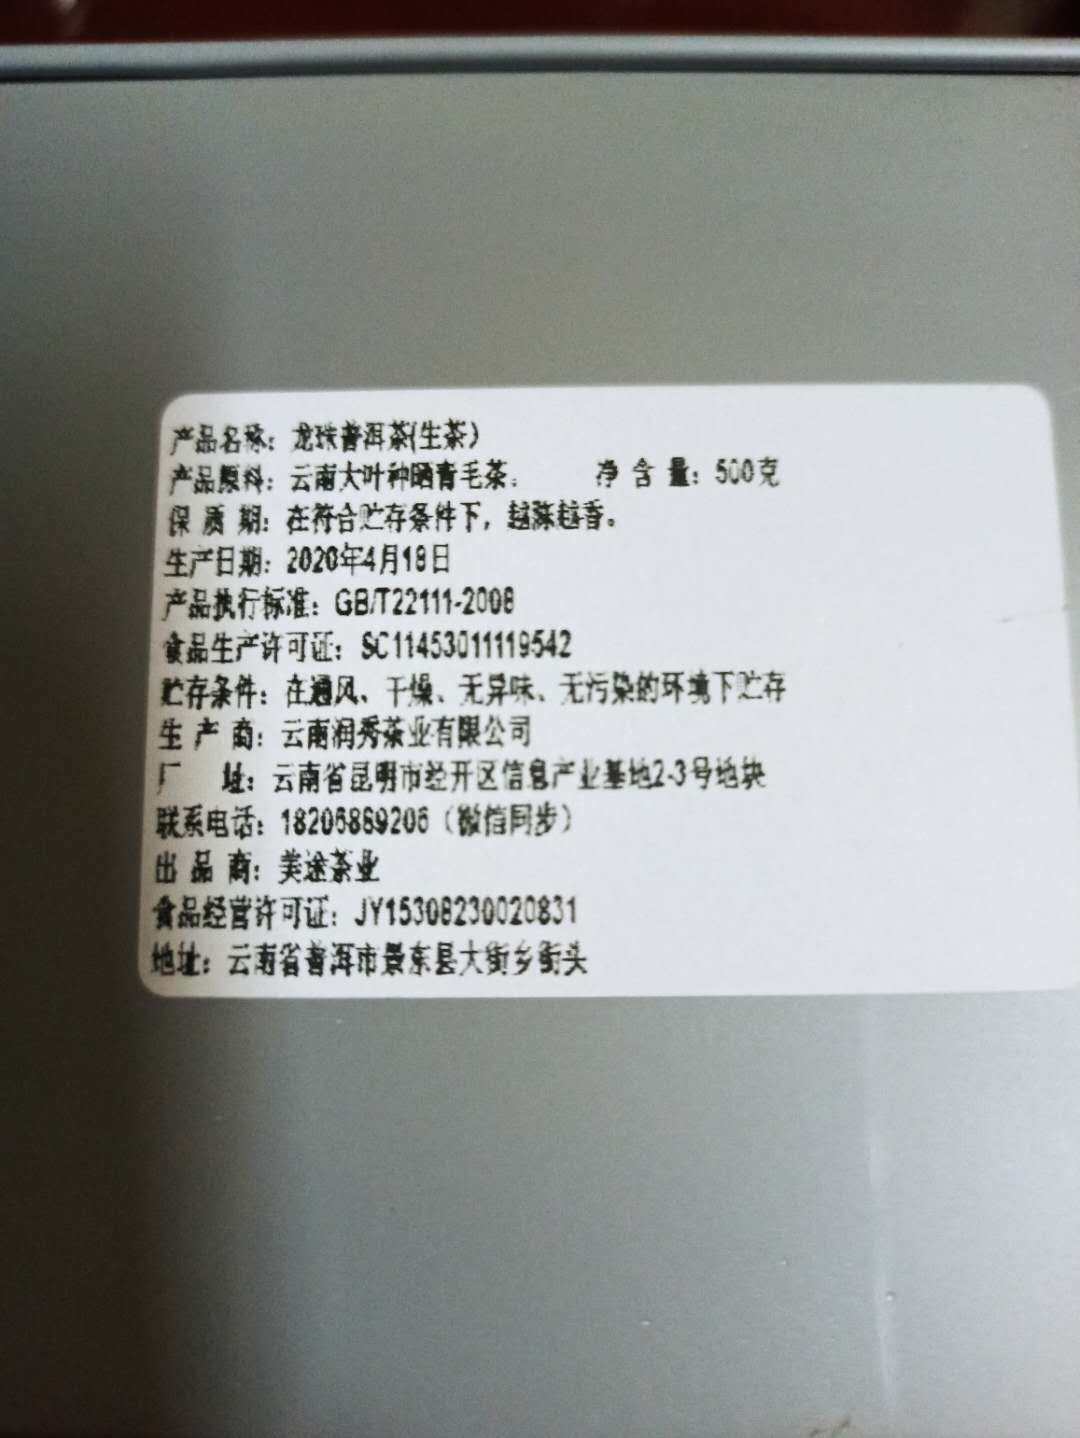 产品名称：龙珠普洱茶(生茶）
产品原料：云南大叶种晒青毛茶。 净 含 量：500克
保 质 期：在符合贮存条件下，越陈越香。
生产日期：2020年4月18日
产品执行标准：GB/T22111-2008
食品生产许可证：SC11453011119542
贮存条件：在通风、干燥、无异味、无污染的环境下贮存
生 产 商：云南润秀茶业有限公司
厂 址：云南省昆明市经开区信息产业基地2-3号地块
联系电话：18206889206（微信同步）
出 品 商：美途茶业
食品经营许可证：JY15308230020831
地址：云南省普洱市景东县大街乡街头